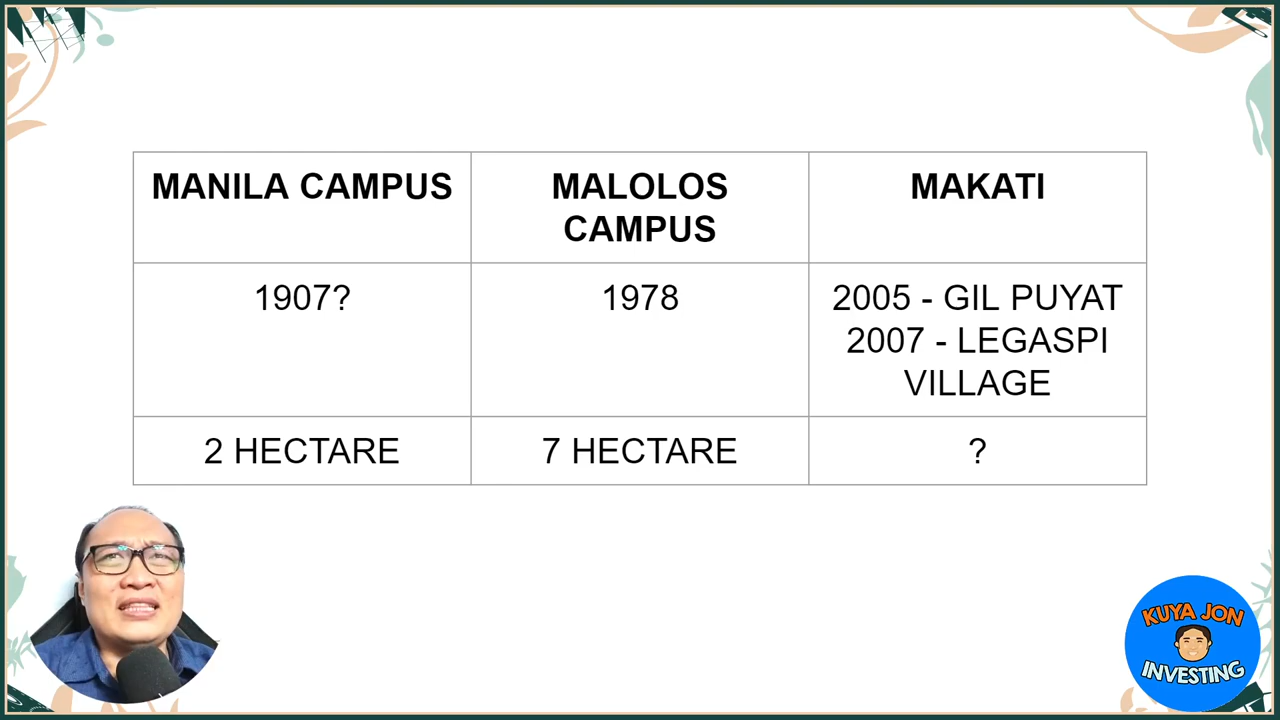 MANILA CAMPUS
MALOLOS
CAMPUS
MAKATI
1907?
1978
2005 - GIL PUYAT
2007 - LEGASPI
VILLAGE
2 HECTARE
7 HECTARE
?
KUYA JON
INVESTING